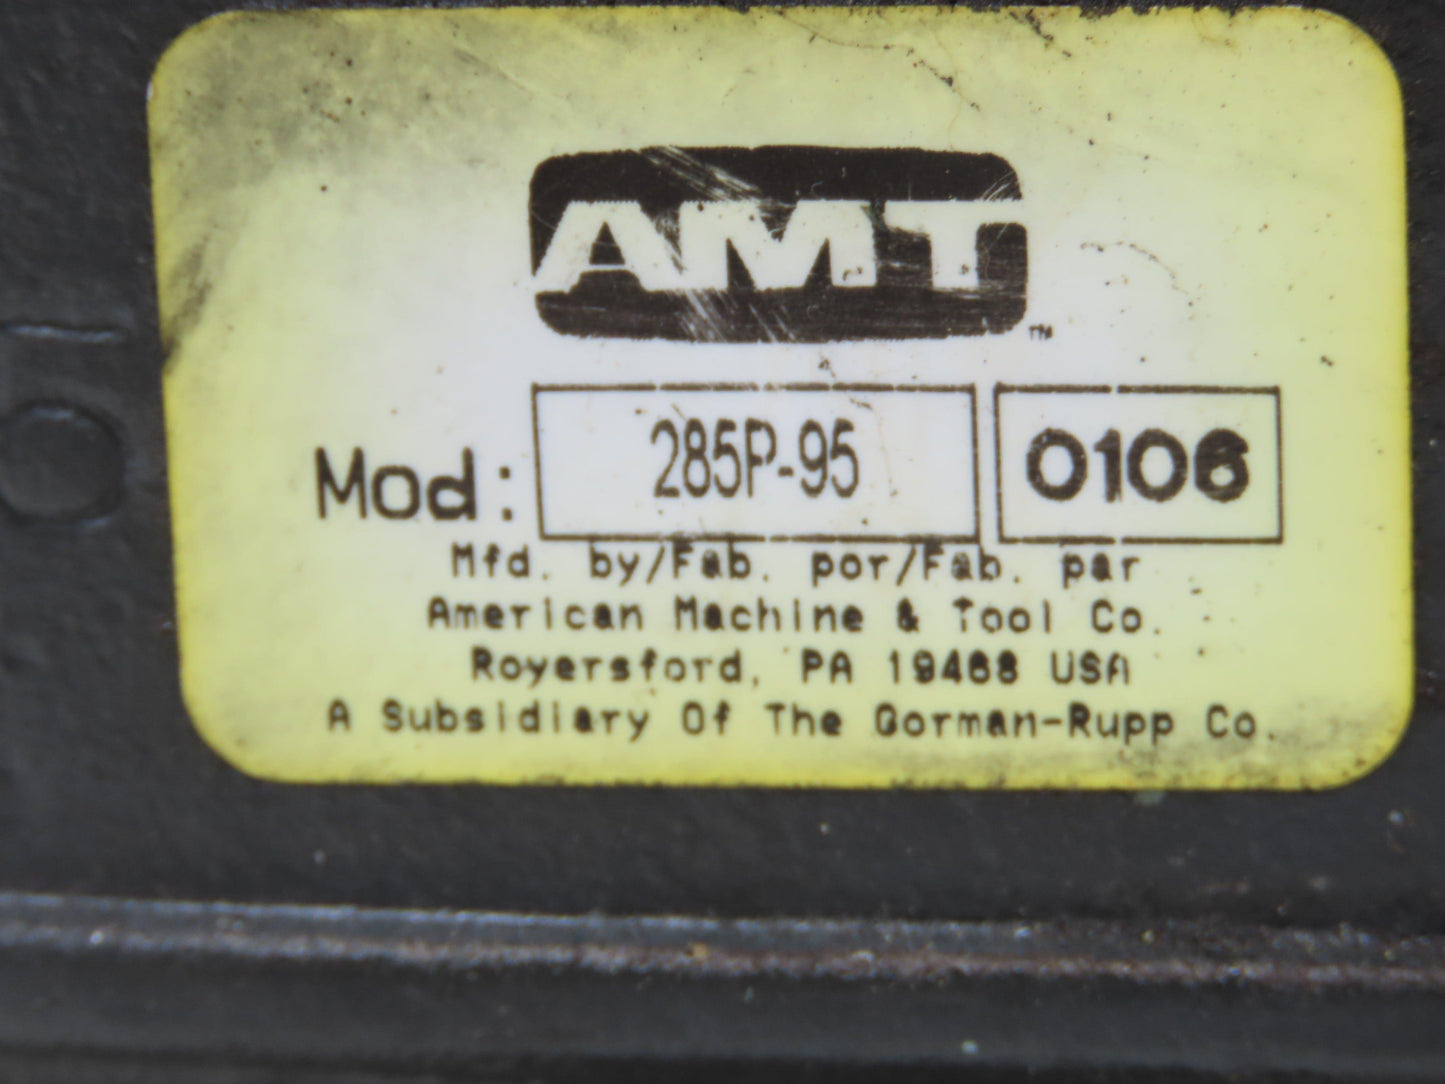 AMT
TM
Mod: 285P-95 0106
Mfd. by/Fab. por/Fab. par
American Machine & Tool Co.
Royersford, PA 19468 USA
A Subsidiary Of The Gorman-Rupp Co.